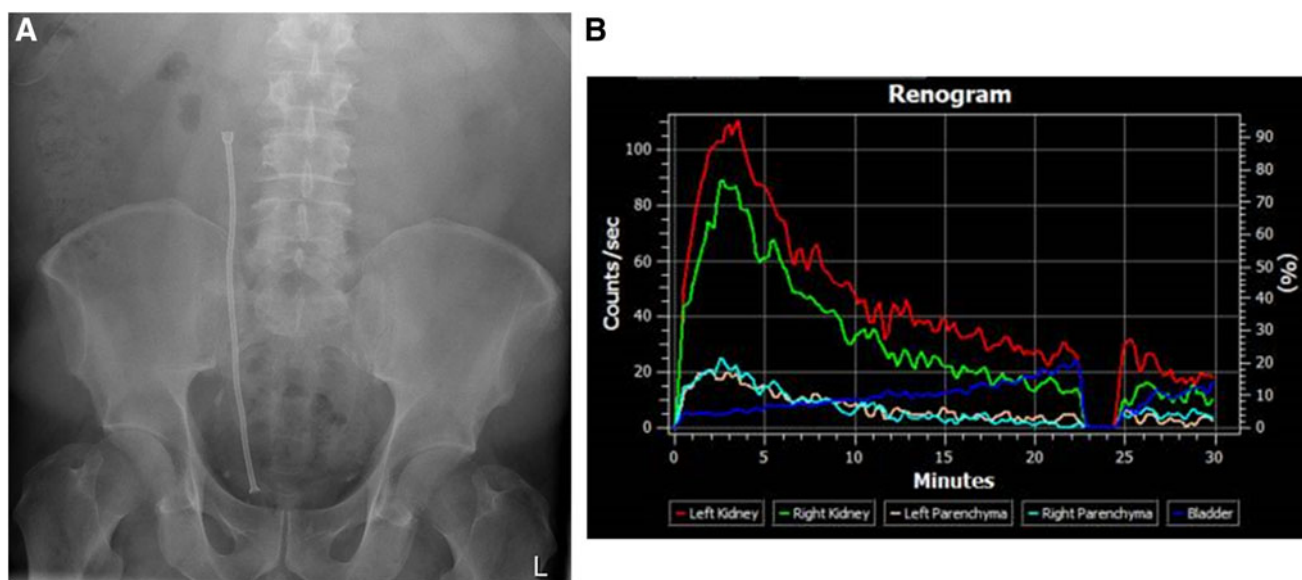 A
L
B
Renogram
Counts/sec
100
80
60
40
20
0
90
80
70
60
50
40
30
20
10
0
(%)
0 5 10 15 20 25 30
Minutes
Left Kidney Right Kidney Left Parenchyma Right Parenchyma Bladder